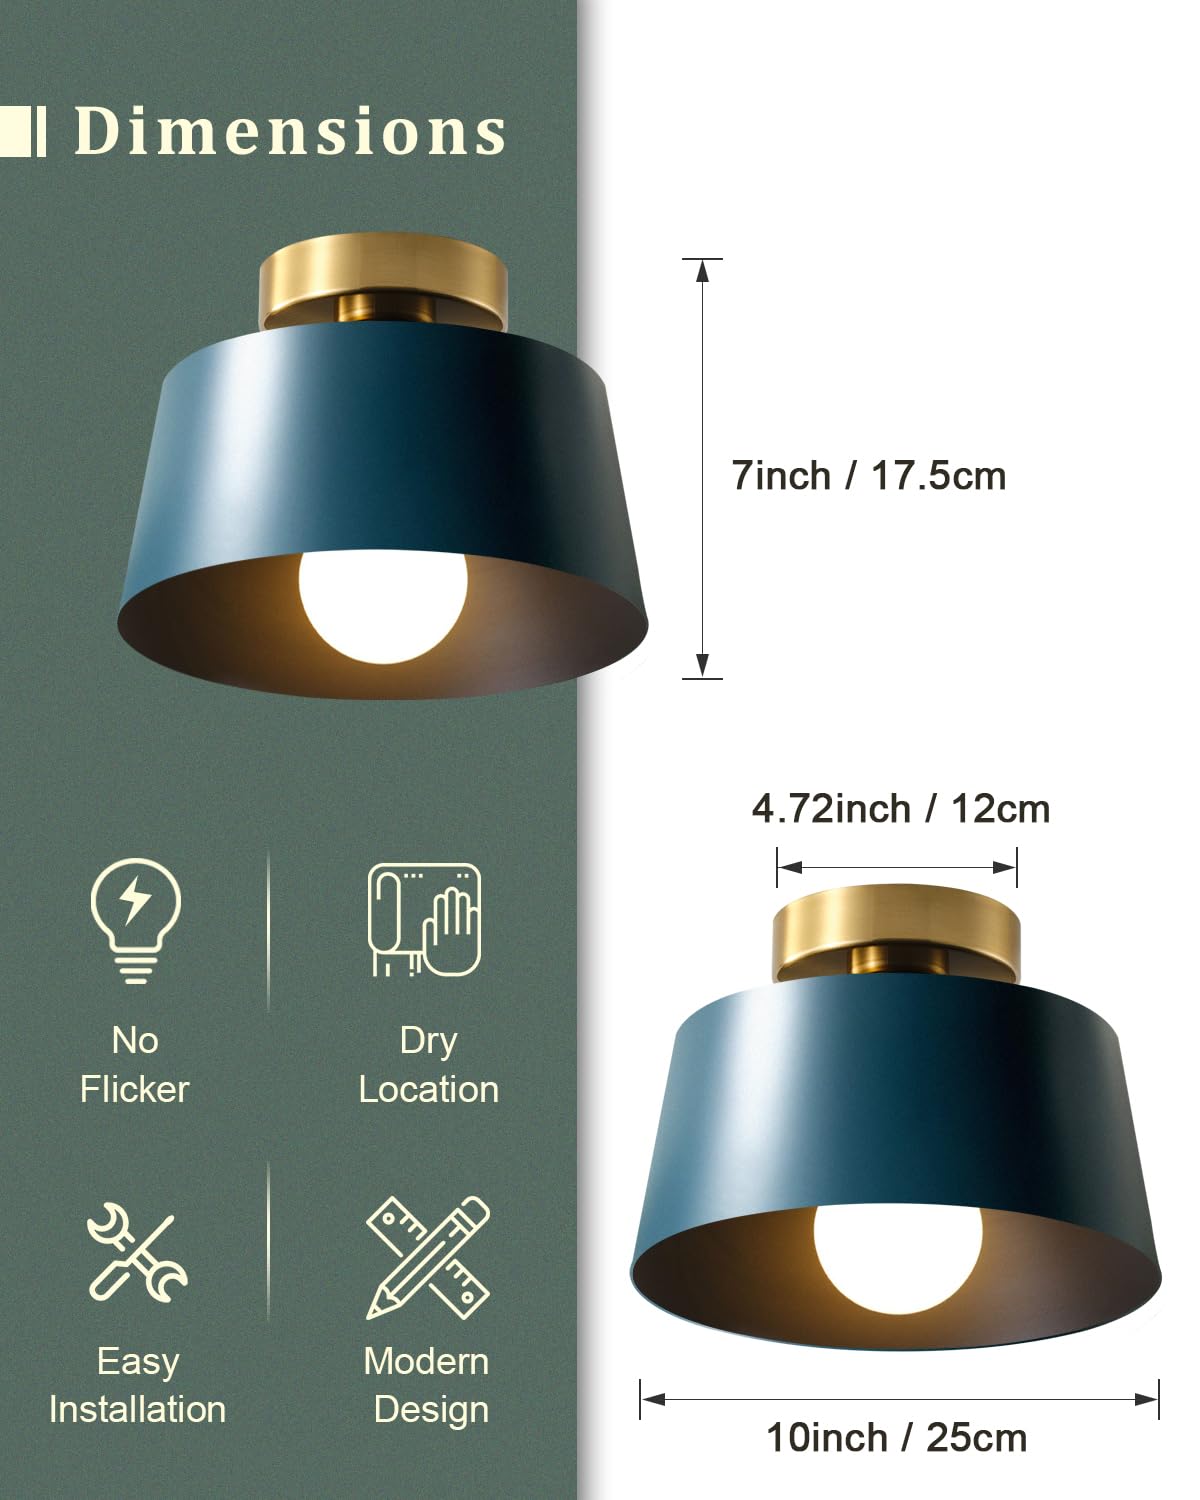 Dimensions
7inch / 17.5cm
4.72inch / 12cm
No
Flicker
Dry
Location
Easy
Installation
Modern
Design
10inch / 25cm